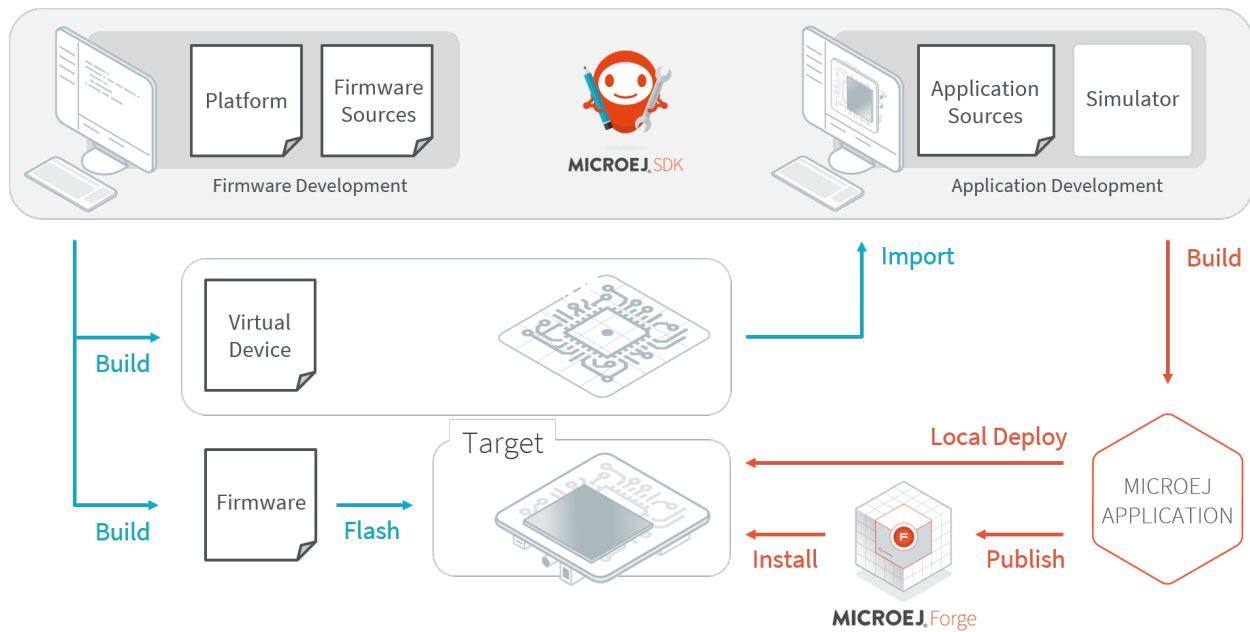 Platform
Firmware
Sources
Firmware Development
MICROEJ. SDK
Application
Sources
Simulator
Application Development
Import
Build
Virtual
Device
Build
Target
Local Deploy
MICROEJ
APPLICATION
Firmware
Build
Flash
F
Install
Publish
MICROEJ. Forge